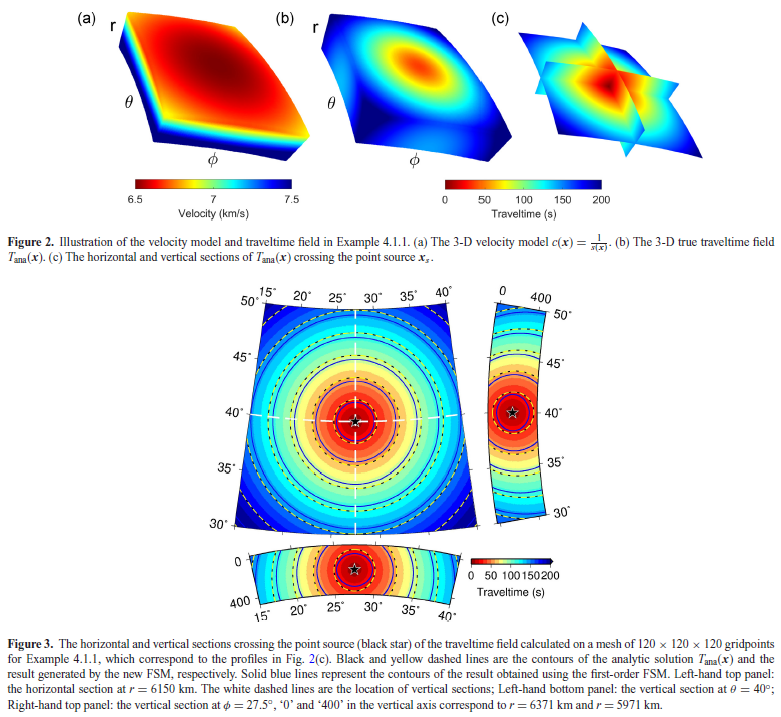 (a)
r
θ
ϕ
6.5
7
7.5
Velocity (km/s)
(b)
r
θ
ϕ
(c)
0
50
100
150
200
Traveltime (s)
Figure 2. Illustration of the velocity model and traveltime field in Example 4.1.1. (a) The 3-D velocity model c(x) = 1/s(x). (b) The 3-D true traveltime field
Tana(x). (c) The horizontal and vertical sections of Tana(x) crossing the point source xs.
15˚
20˚
25˚
30˚
35˚
40˚
50˚
45˚
40˚
35˚
30˚
0
400
50˚
45˚
40˚
35˚
30˚
0
400
15˚
20˚
25˚
30˚
35˚
40˚
0 50 100 150 200
Traveltime (s)
Figure 3. The horizontal and vertical sections crossing the point source (black star) of the traveltime field calculated on a mesh of 120 × 120 × 120 gridpoints
for Example 4.1.1, which correspond to the profiles in Fig. 2(c). Black and yellow dashed lines are the contours of the analytic solution Tana(x) and the
result generated by the new FSM, respectively. Solid blue lines represent the contours of the result obtained using the first-order FSM. Left-hand top panel:
the horizontal section at r = 6150 km. The white dashed lines are the location of vertical sections; Left-hand bottom panel: the vertical section at θ = 40°;
Right-hand top panel: the vertical section at ϕ = 27.5°, ‘0’ and ‘400’ in the vertical axis correspond to r = 6371 km and r = 5971 km.